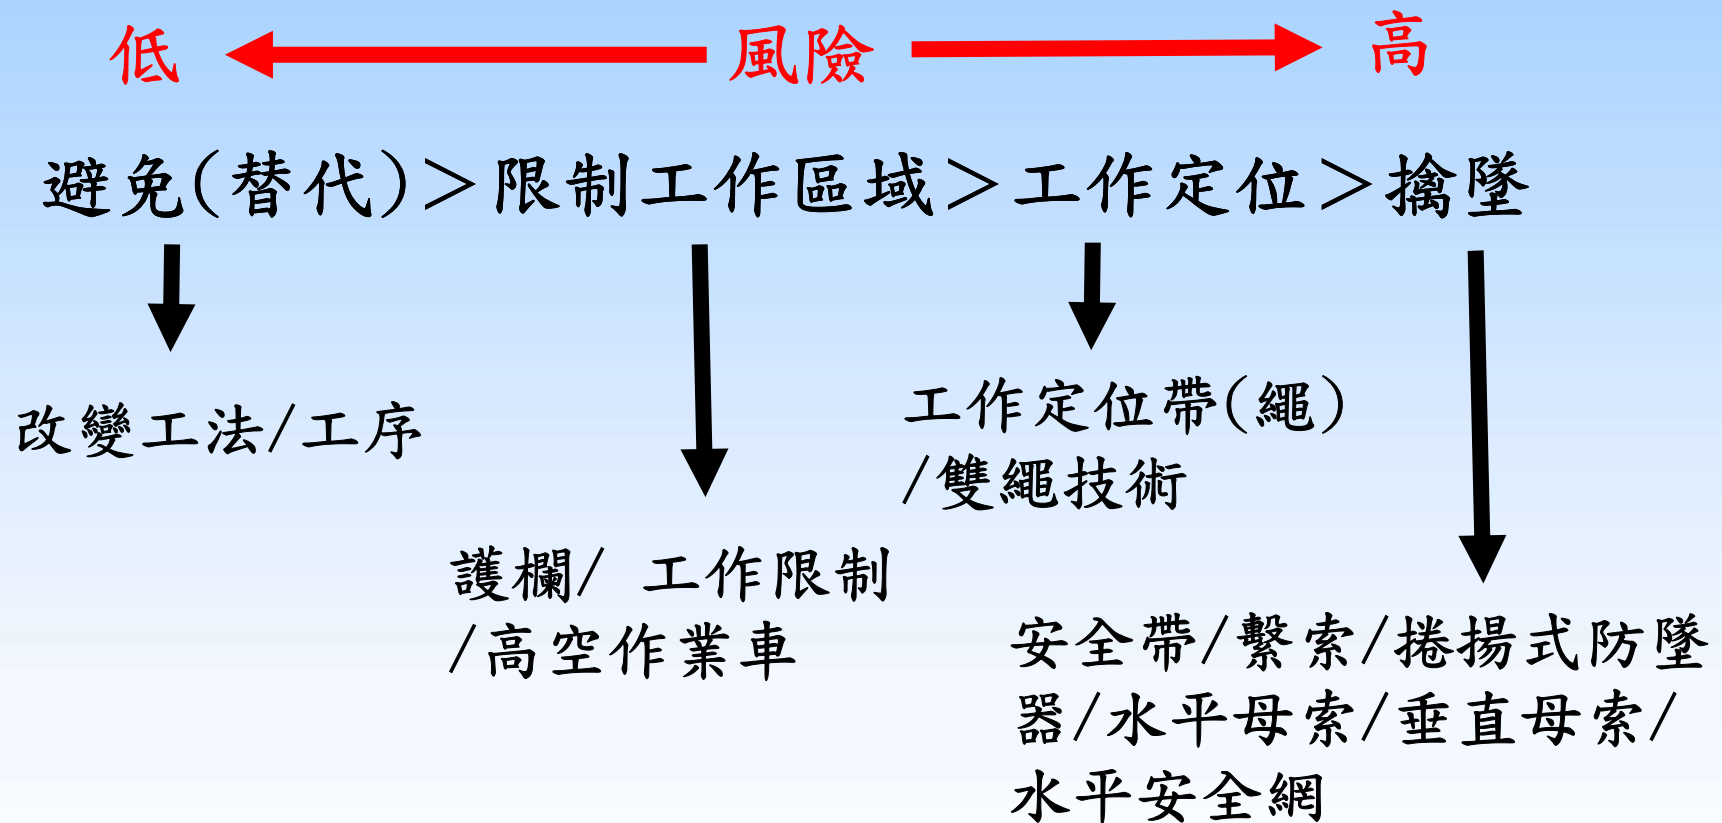 低 風險 高
避免(替代)>限制工作區域>工作定位>擒墜
改變工法/工序
護欄/ 工作限制
/高空作業車
工作定位帶(繩)
/雙繩技術
安全帶/繫索/捲揚式防墜
器/水平母索/垂直母索/
水平安全網